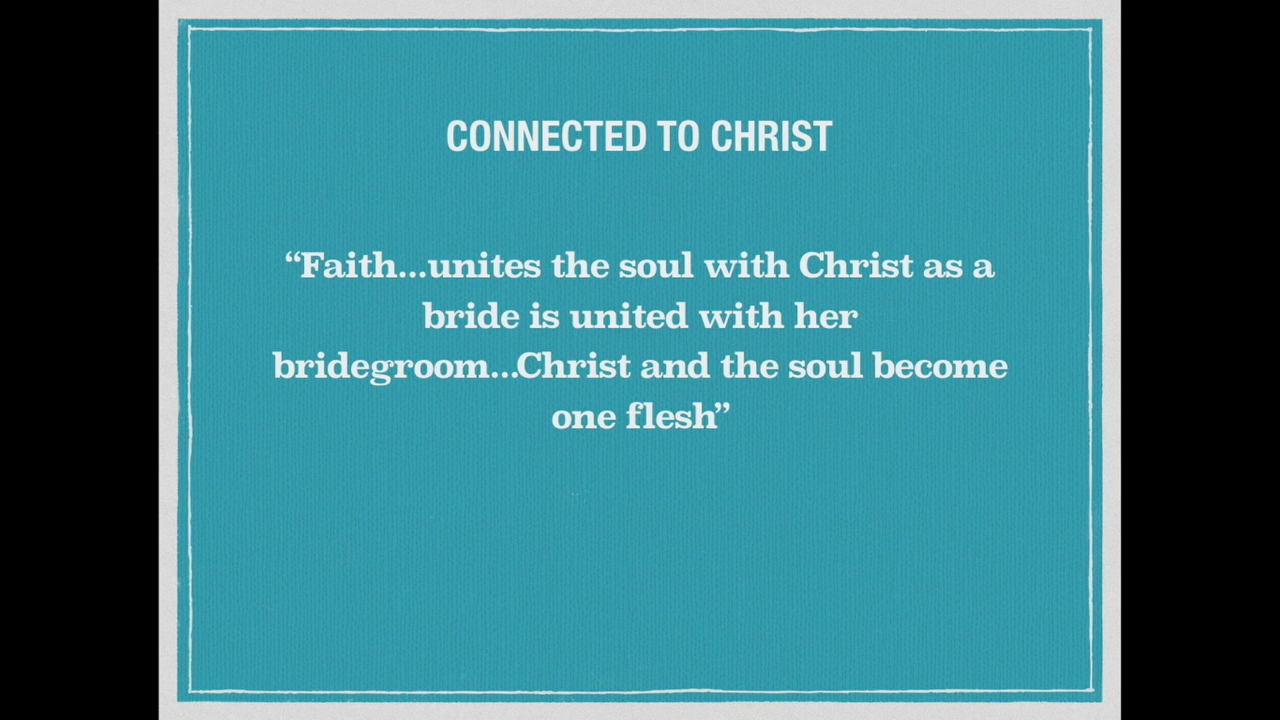 CONNECTED TO CHRIST
“Faith...unites the soul with Christ as a
bride is united with her
bridegroom...Christ and the soul become
one flesh”